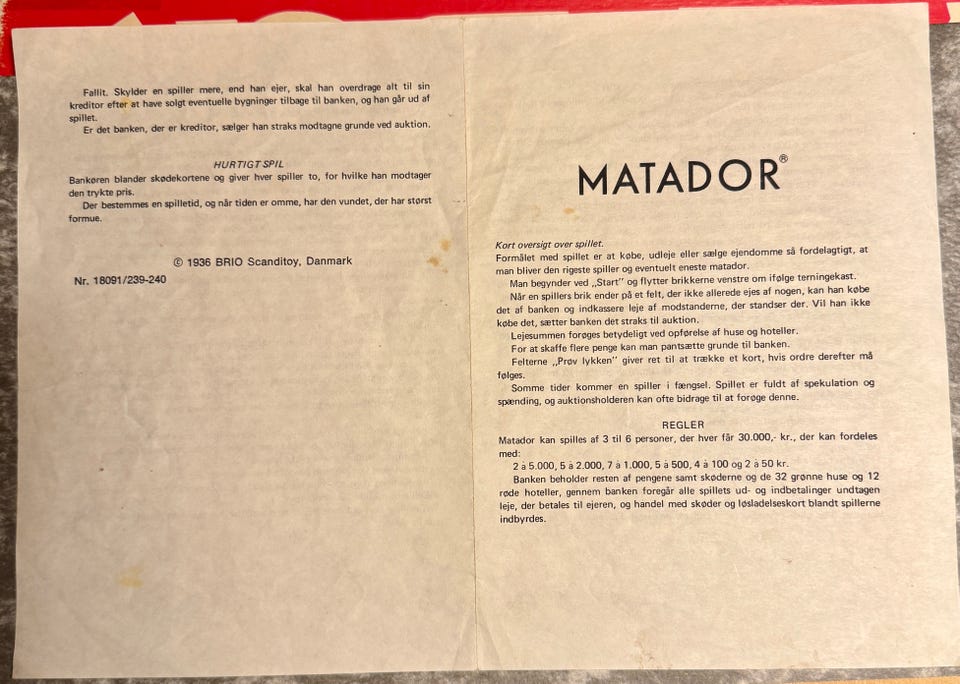 Fallit. Skylder en spiller mere, end han ejer, skal han overdrage alt til sin
kreditor efter at have solgt eventuelle bygninger tilbage til banken, og han går ud af
spillet.
Er det banken, der er kreditor, sælger han straks modtagne grunde ved auktion.
HURTIGT SPIL
Bankøren blander skødekortene og giver hver spiller to, for hvilke han modtager
den trykte pris.
Der bestemmes en spilletid, og når tiden er omme, har den vundet, der har størst
formue.
© 1936 BRIO Scanditoy, Danmark
Nr. 18091/239-240
MATADOR®
Kort oversigt over spillet.
Formålet med spillet er at købe, udleje eller sælge ejendomme så fordelagtigt, at
man bliver den rigeste spiller og eventuelt eneste matador.
Man begynder ved „Start" og flytter brikkerne venstre om ifølge terningekast.
Når en spillers brik ender på et felt, der ikke allerede ejes af nogen, kan han købe
det af banken og indkassere leje af modstanderne, der standser der. Vil han ikke
købe det, sætter banken det straks til auktion.
Lejesummen forøges betydeligt ved opførelse af huse og hoteller.
For at skaffe flere penge kan man pantsætte grunde til banken.
Felterne „Prøv lykken" giver ret til at trække et kort, hvis ordre derefter må
følges.
Somme tider kommer en spiller i fængsel. Spillet er fuldt af spekulation og
spænding, og auktionsholderen kan ofte bidrage til at forøge denne.
REGLER
Matador kan spilles af 3 til 6 personer, der hver får 30.000,- kr., der kan fordeles
med:
2 à 5.000, 5 à 2.000, 7 à 1.000, 5 à 500, 4 à 100 og 2 à 50 kr.
Banken beholder resten af pengene samt skøderne og de 32 grønne huse og 12
røde hoteller, gennem banken foregår alle spillets ud- og indbetalinger undtagen
leje, der betales til ejeren, og handel med skøder og løsladelseskort blandt spillerne
indbyrdes.